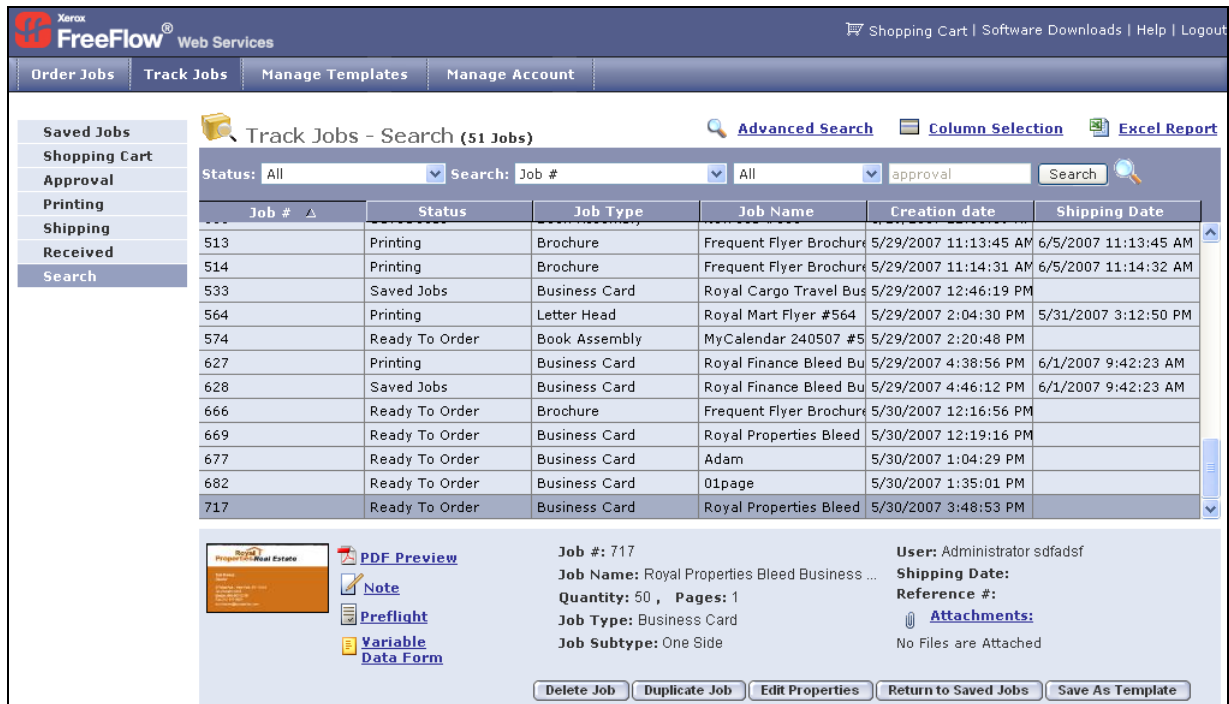 Xerox
FreeFlow® Web Services
Shopping Cart | Software Downloads | Help | Logout
Order Jobs Track Jobs Manage Templates Manage Account
Saved Jobs
Shopping Cart
Approval
Printing
Shipping
Received
Search
Track Jobs - Search (51 Jobs)
Advanced Search Column Selection Excel Report
Status: All Search: Job # All approval Search
Job # Status Job Type Job Name Creation date Shipping Date
513 Printing Brochure Frequent Flyer Brochure 5/29/2007 11:13:45 AM 6/5/2007 11:13:45 AM
514 Printing Brochure Frequent Flyer Brochure 5/29/2007 11:14:31 AM 6/5/2007 11:14:32 AM
533 Saved Jobs Business Card Royal Cargo Travel Bus 5/29/2007 12:46:19 PM
564 Printing Letter Head Royal Mart Flyer #564 5/29/2007 2:04:30 PM 5/31/2007 3:12:50 PM
574 Ready To Order Book Assembly MyCalendar 240507 #5 5/29/2007 2:20:48 PM
627 Printing Business Card Royal Finance Bleed Bu 5/29/2007 4:38:56 PM 6/1/2007 9:42:23 AM
628 Saved Jobs Business Card Royal Finance Bleed Bu 5/29/2007 4:46:12 PM 6/1/2007 9:42:23 AM
666 Ready To Order Brochure Frequent Flyer Brochure 5/30/2007 12:16:56 PM
669 Ready To Order Business Card Royal Properties Bleed 5/30/2007 12:19:16 PM
677 Ready To Order Business Card Adam 5/30/2007 1:04:29 PM
682 Ready To Order Business Card 01page 5/30/2007 1:35:01 PM
717 Ready To Order Business Card Royal Properties Bleed 5/30/2007 3:48:53 PM
Royal
Properties Real Estate
PDF Preview
Note
Preflight
Variable
Data Form
Job #: 717
Job Name: Royal Properties Bleed Business ...
Quantity: 50 , Pages: 1
Job Type: Business Card
Job Subtype: One Side
User: Administrator sdfadsf
Shipping Date:
Reference #:
Attachments:
No Files are Attached
Delete Job Duplicate Job Edit Properties Return to Saved Jobs Save As Template